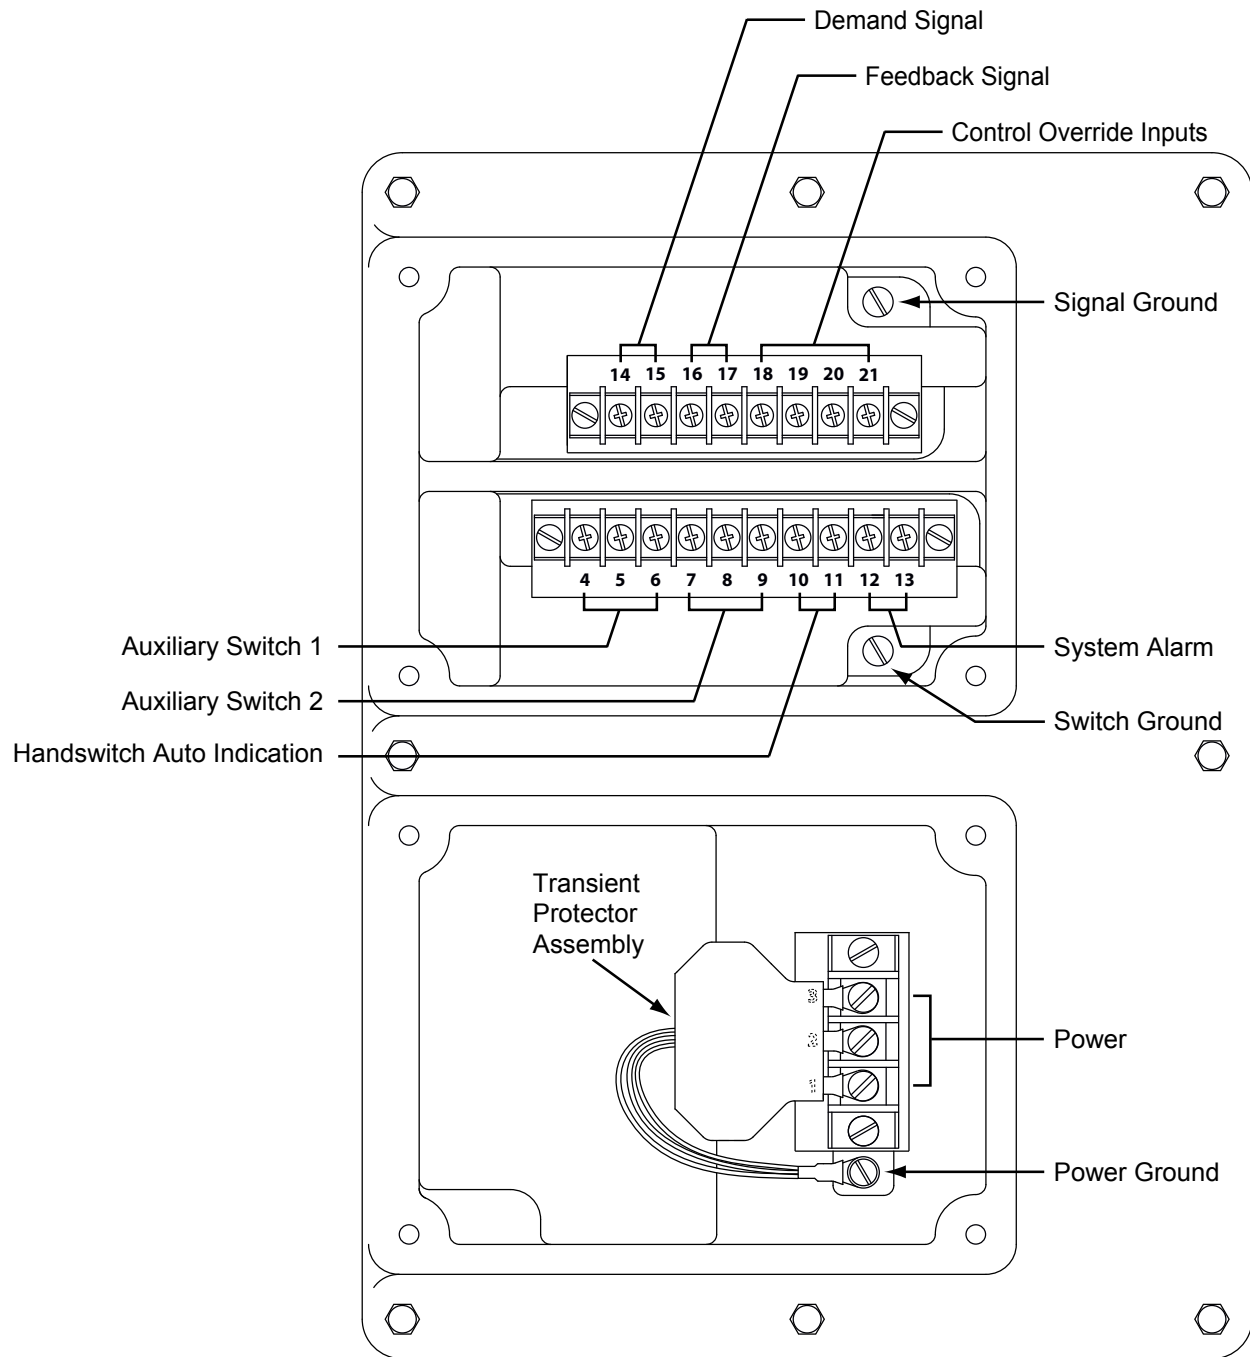 Demand Signal
Feedback Signal
Control Override Inputs
Signal Ground
14 15 16 17 18 19 20 21
4 5 6 7 8 9 10 11 12 13
Auxiliary Switch 1
System Alarm
Auxiliary Switch 2
Switch Ground
Handswitch Auto Indication
Transient
Protector
Assembly
Power
Power Ground